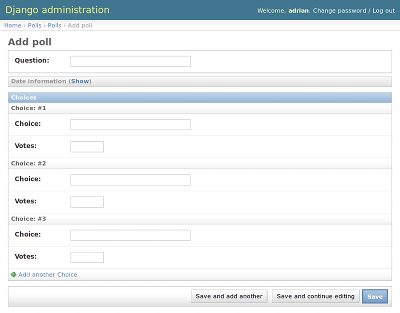 Django administration
Welcome, adrian. Change password / Log out
Home › Polls › Polls › Add poll
Add poll
Question:
Date information (Show)
Choices
Choice: #1
Choice:
Votes:
Choice: #2
Choice:
Votes:
Choice: #3
Choice:
Votes:
Add another Choice
Save and add another
Save and continue editing
Save